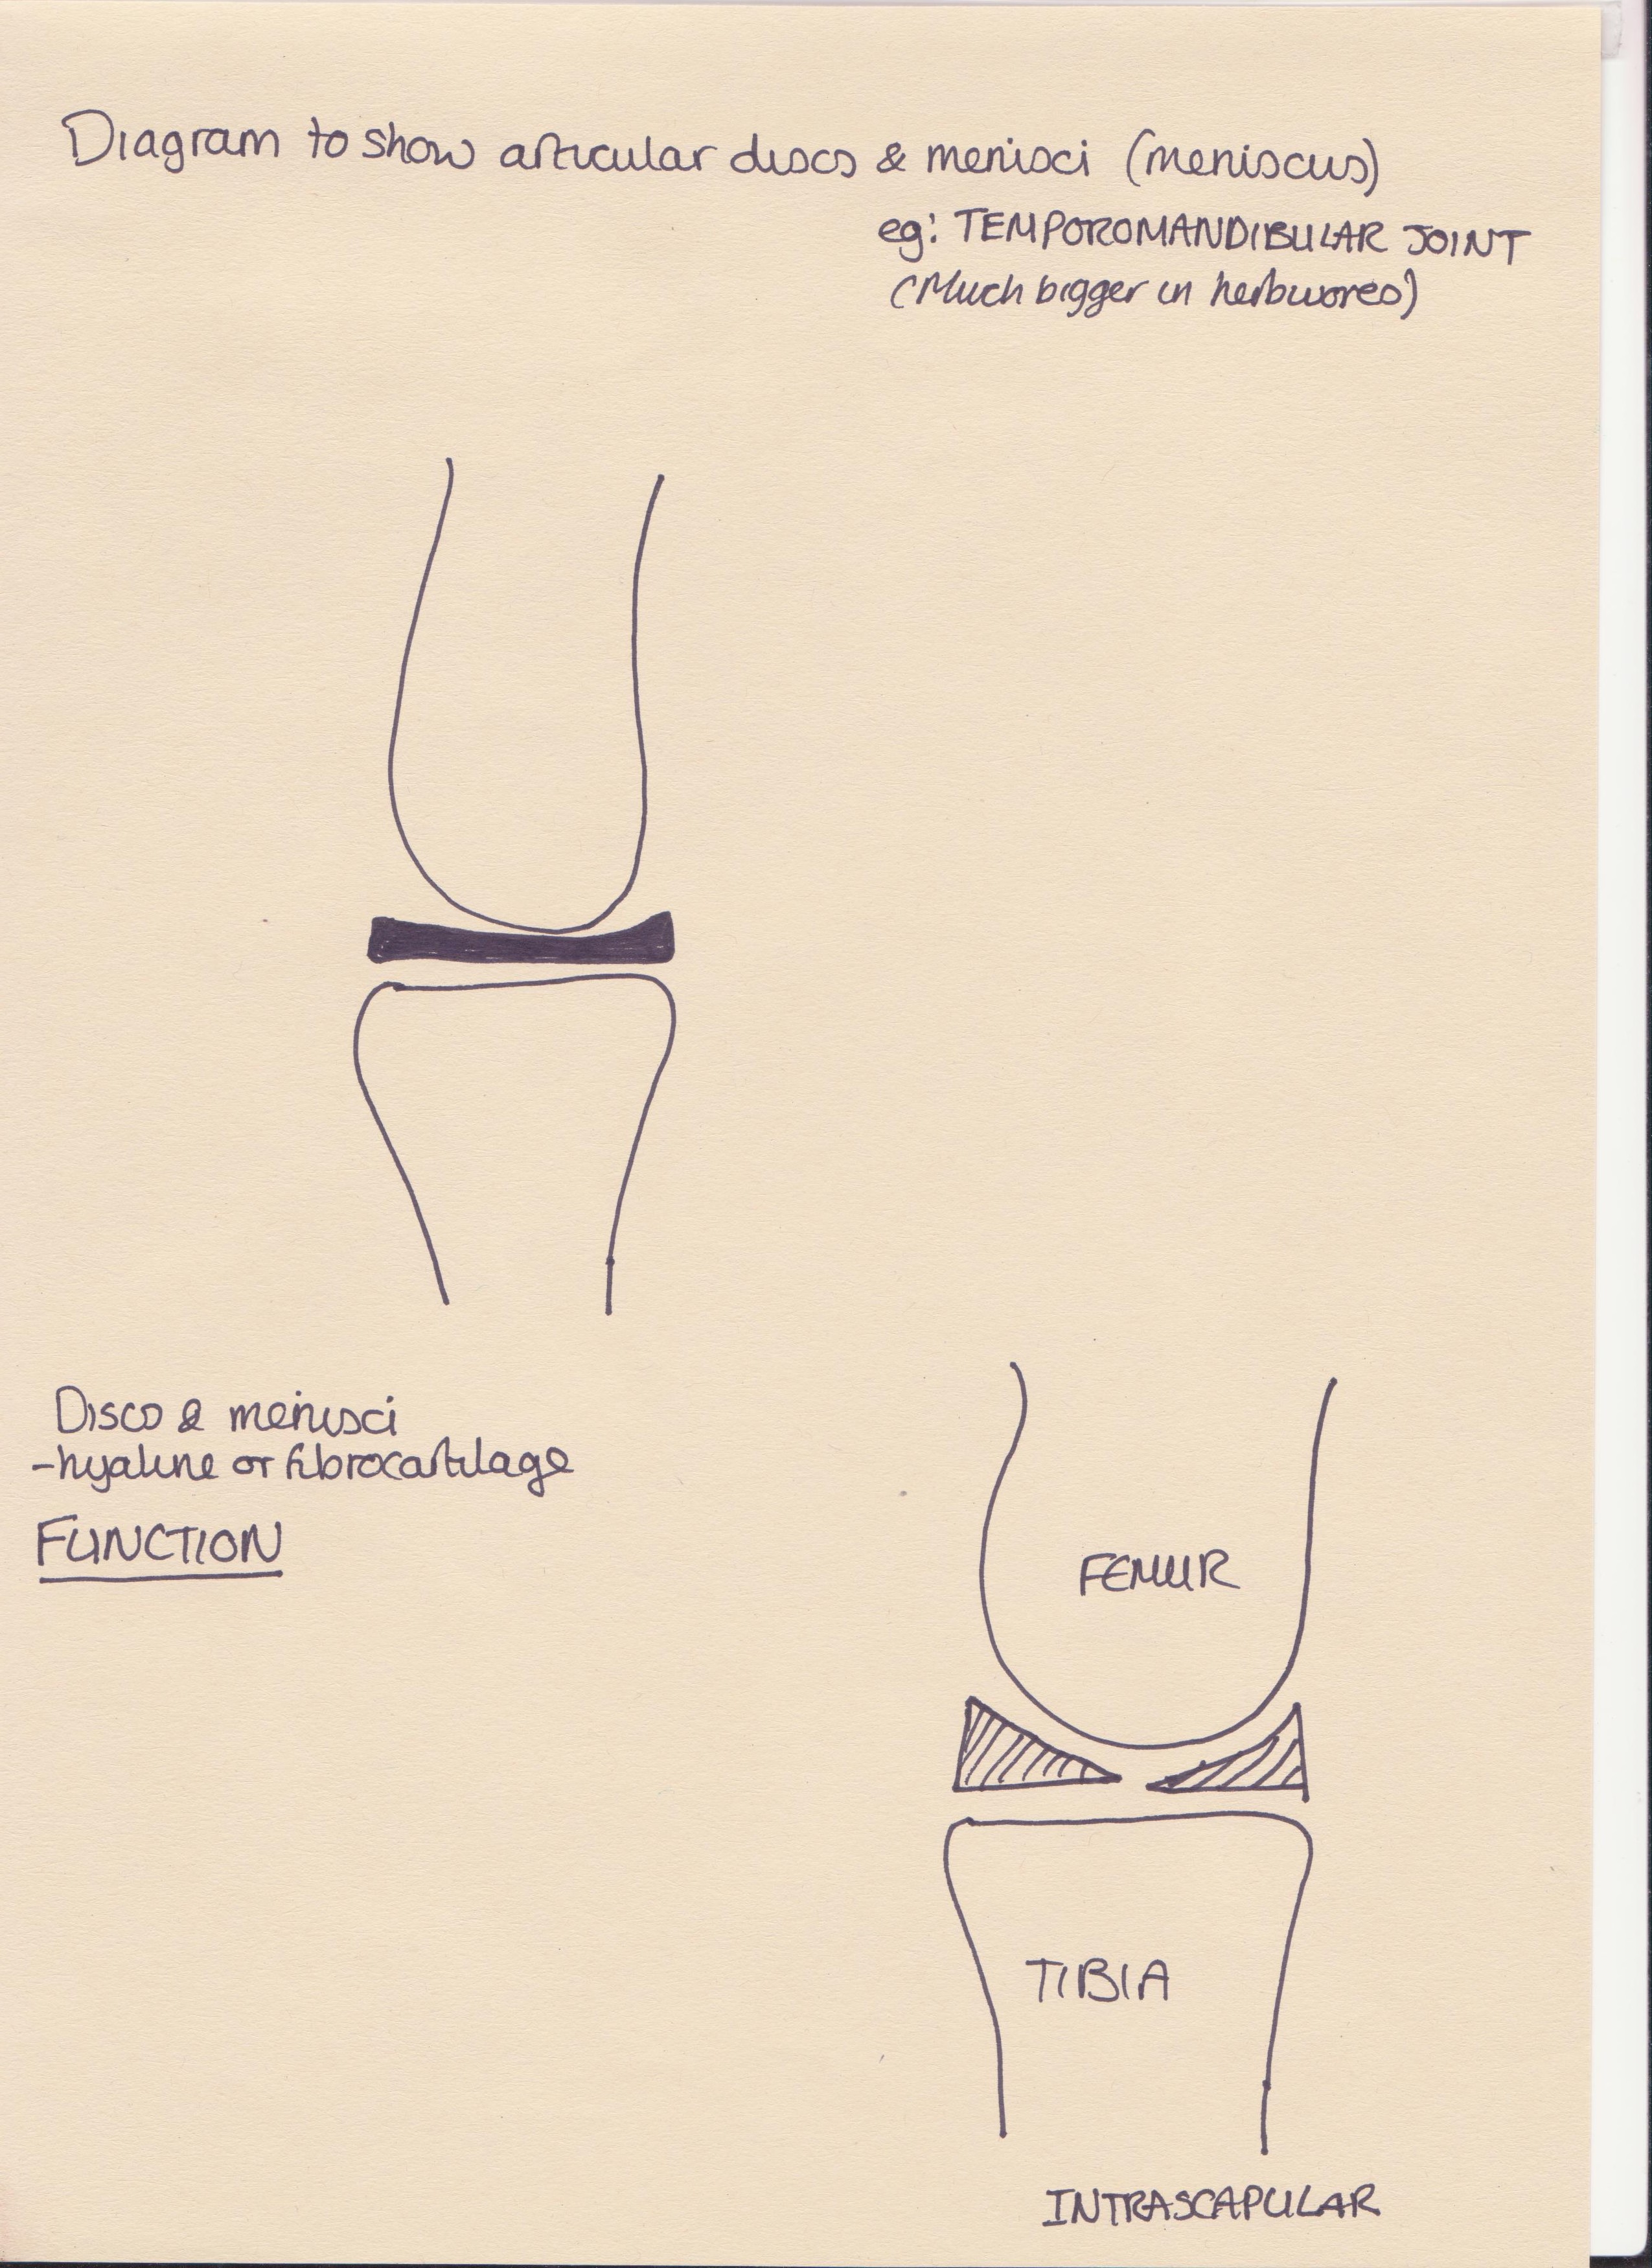 Diagram to show articular discs & menisci (meniscus)
eg: TEMPOROMANDIBULAR JOINT
(Much bigger in herbivores)
Discs & menisci
-hyaline or fibrocartilage
FUNCTION
FEMUR
TIBIA
INTRASCAPULAR